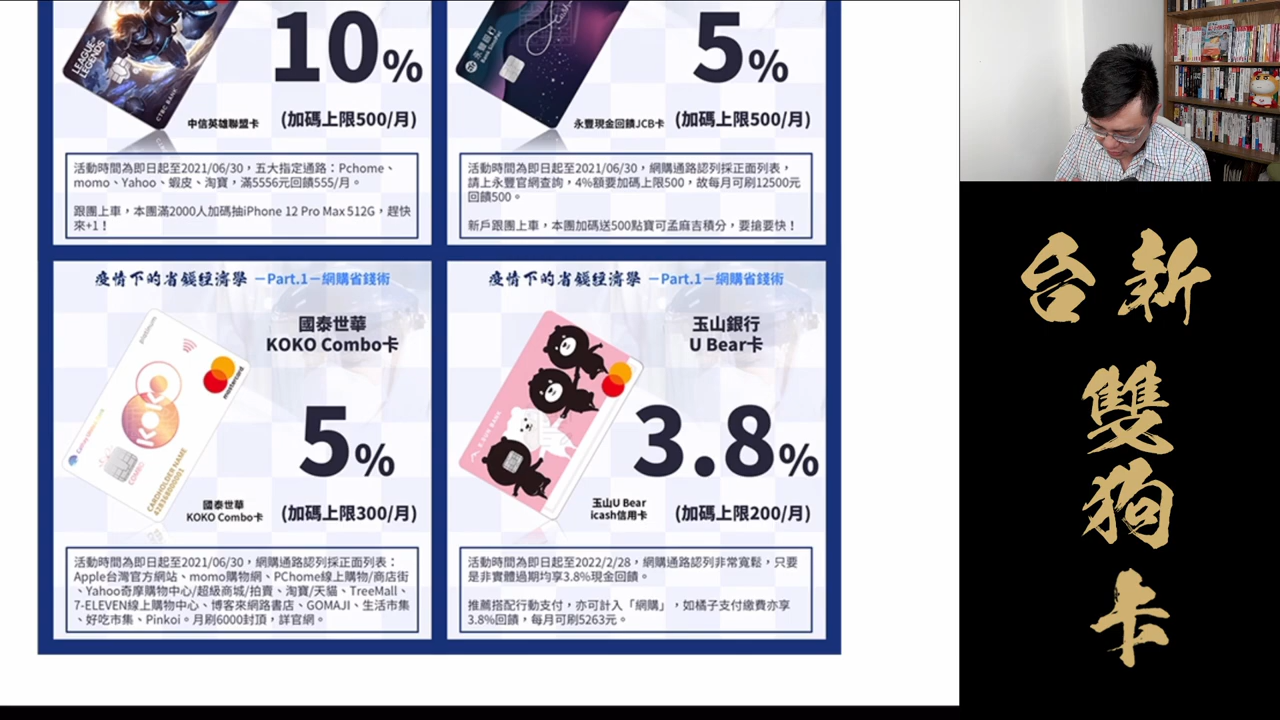 LEAGUE
LEGENDS
CTBC BANK
10%
中信英雄聯盟卡
(加碼上限500/月)
活動時間為即日起至2021/06/30，五大指定通路：Pchome、
momo、Yahoo、蝦皮、淘寶，滿5556元回饋555/月。
跟團上車，本團滿2000人加碼抽iPhone 12 Pro Max 512G，趕快
來+1！
永豐銀行
Cash
5%
永豐現金回饋JCB卡
(加碼上限500/月)
活動時間為即日起至2021/06/30，網購通路認列採正面列表，
請上永豐官網查詢，4%額要加碼上限500，故每月可刷12500元
回饋500。
新戶跟團上車，本團加碼送500點寶可孟麻吉積分，要搶要快！
疫情下的省錢經濟學 －Part.1－網購省錢術
國泰世華
KOKO Combo卡
platinum
mastercard
COMBO
CARDHOLDER NAME
5%
國泰世華
KOKO Combo卡
(加碼上限300/月)
活動時間為即日起至2021/06/30，網購通路認列採正面列表：
Apple台灣官方網站、momo購物網、PChome線上購物/商店街
、Yahoo奇摩購物中心/超級商城/拍賣、淘寶/天貓、TreeMall、
7-ELEVEN線上購物中心、博客來網路書店、GOMAJI、生活市集
、好吃市集、Pinkoi。月刷6000封頂，詳官網。
疫情下的省錢經濟學 －Part.1－網購省錢術
玉山銀行
U Bear卡
E.SUN BANK
3.8%
玉山U Bear
icash信用卡
(加碼上限200/月)
活動時間為即日起至2022/2/28，網購通路認列非常寬鬆，只要
是非實體過期均享3.8%現金回饋。
推薦搭配行動支付，亦可計入「網購」，如橘子支付繳費亦享
3.8%回饋，每月可刷5263元。
台新
雙
狗
卡